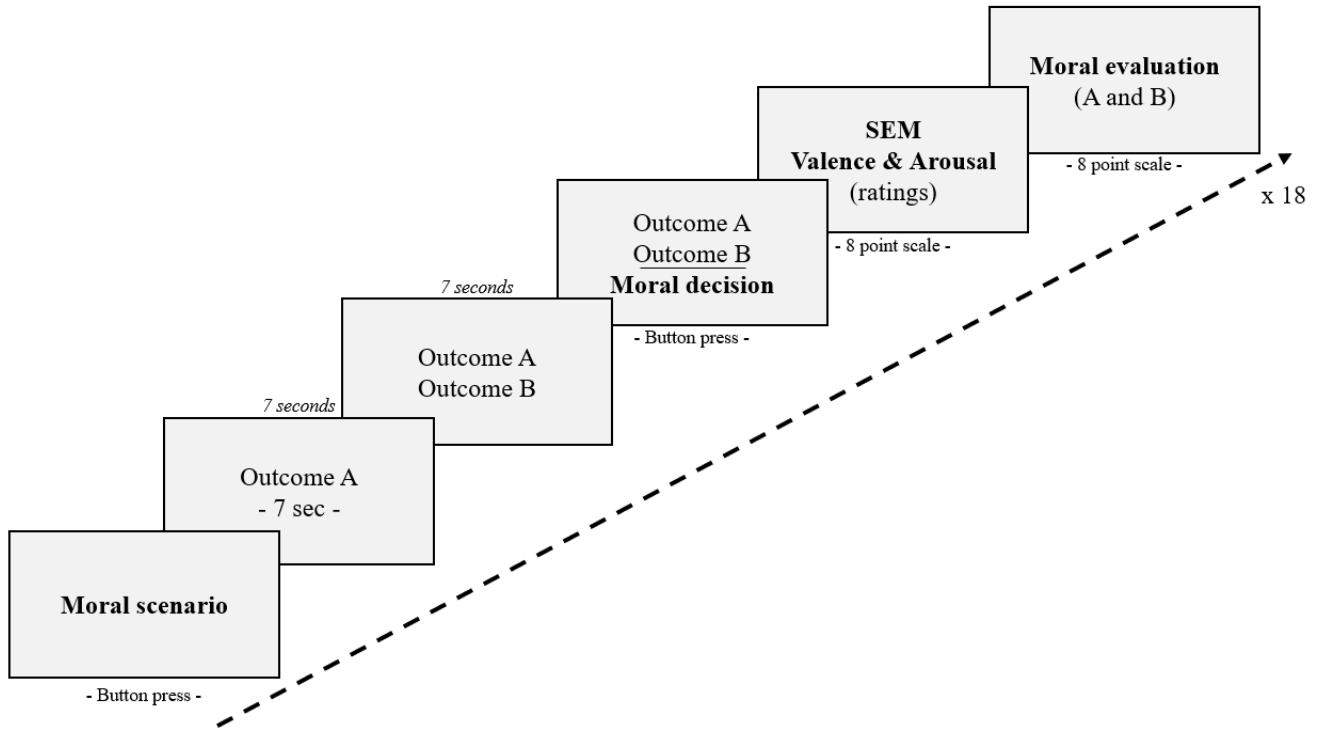 Moral evaluation
(A and B)
- 8 point scale -
x 18
SEM
Valence & Arousal
(ratings)
- 8 point scale -
Outcome A
Outcome B
Moral decision
- Button press -
7 seconds
Outcome A
Outcome B
7 seconds
Outcome A
- 7 sec -
Moral scenario
- Button press -